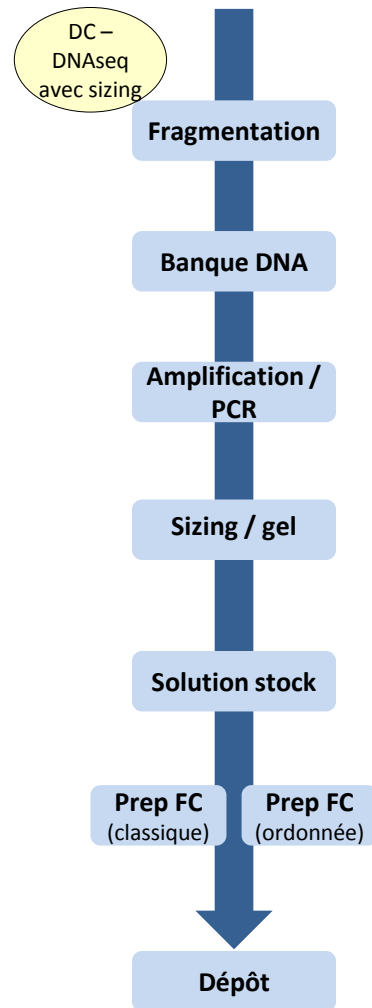 DC –
DNAseq
avec sizing
Fragmentation
Banque DNA
Amplification /
PCR
Sizing / gel
Solution stock
Prep FC
(classique)
Prep FC
(ordonnée)
Dépôt